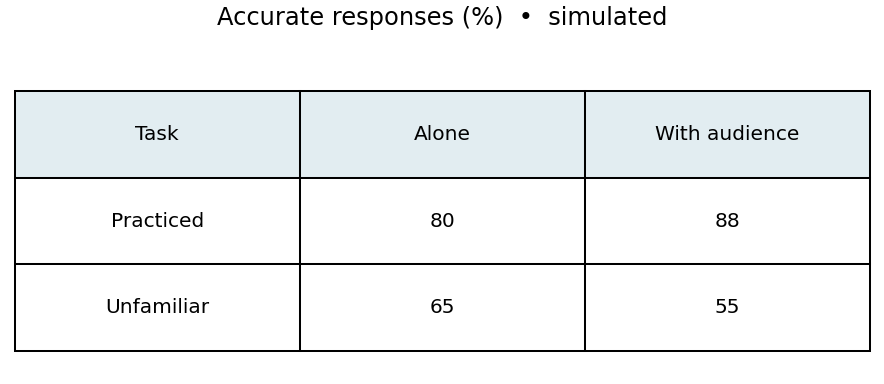 Accurate responses (%) • simulated
Task Alone With audience
Practiced 80 88
Unfamiliar 65 55